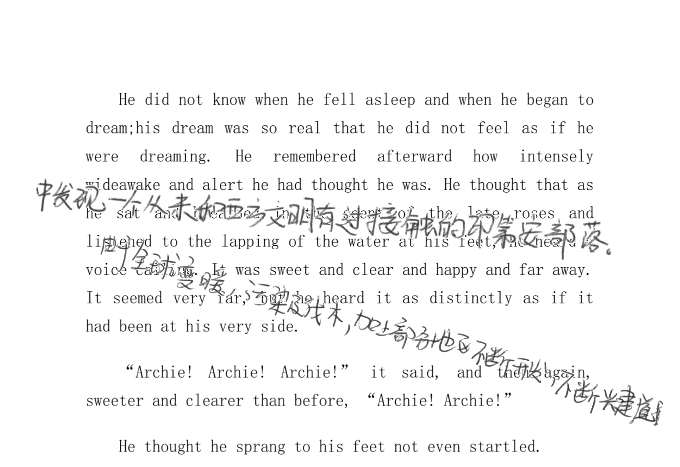 He did not know when he fell asleep and when he began to
dream;his dream was so real that he did not feel as if he
were dreaming. He remembered afterward how intensely
wideawake and alert he had thought he was. He thought that as
he sat and in the scent of the late roses and
listened to the lapping of the water at his feet, he heard a
voice calling. It was sweet and clear and happy and far away.
It seemed very far, but he heard it as distinctly as if it
had been at his very side.
“Archie! Archie! Archie!” it said, and then again,
sweeter and clearer than before, “Archie! Archie!”
He thought he sprang to his feet not even startled.
中发现一个从未和西方文明有过接触的印第安部落。
全球变暖，污染及伐木，加上部分地区不断开发，不断兴建道